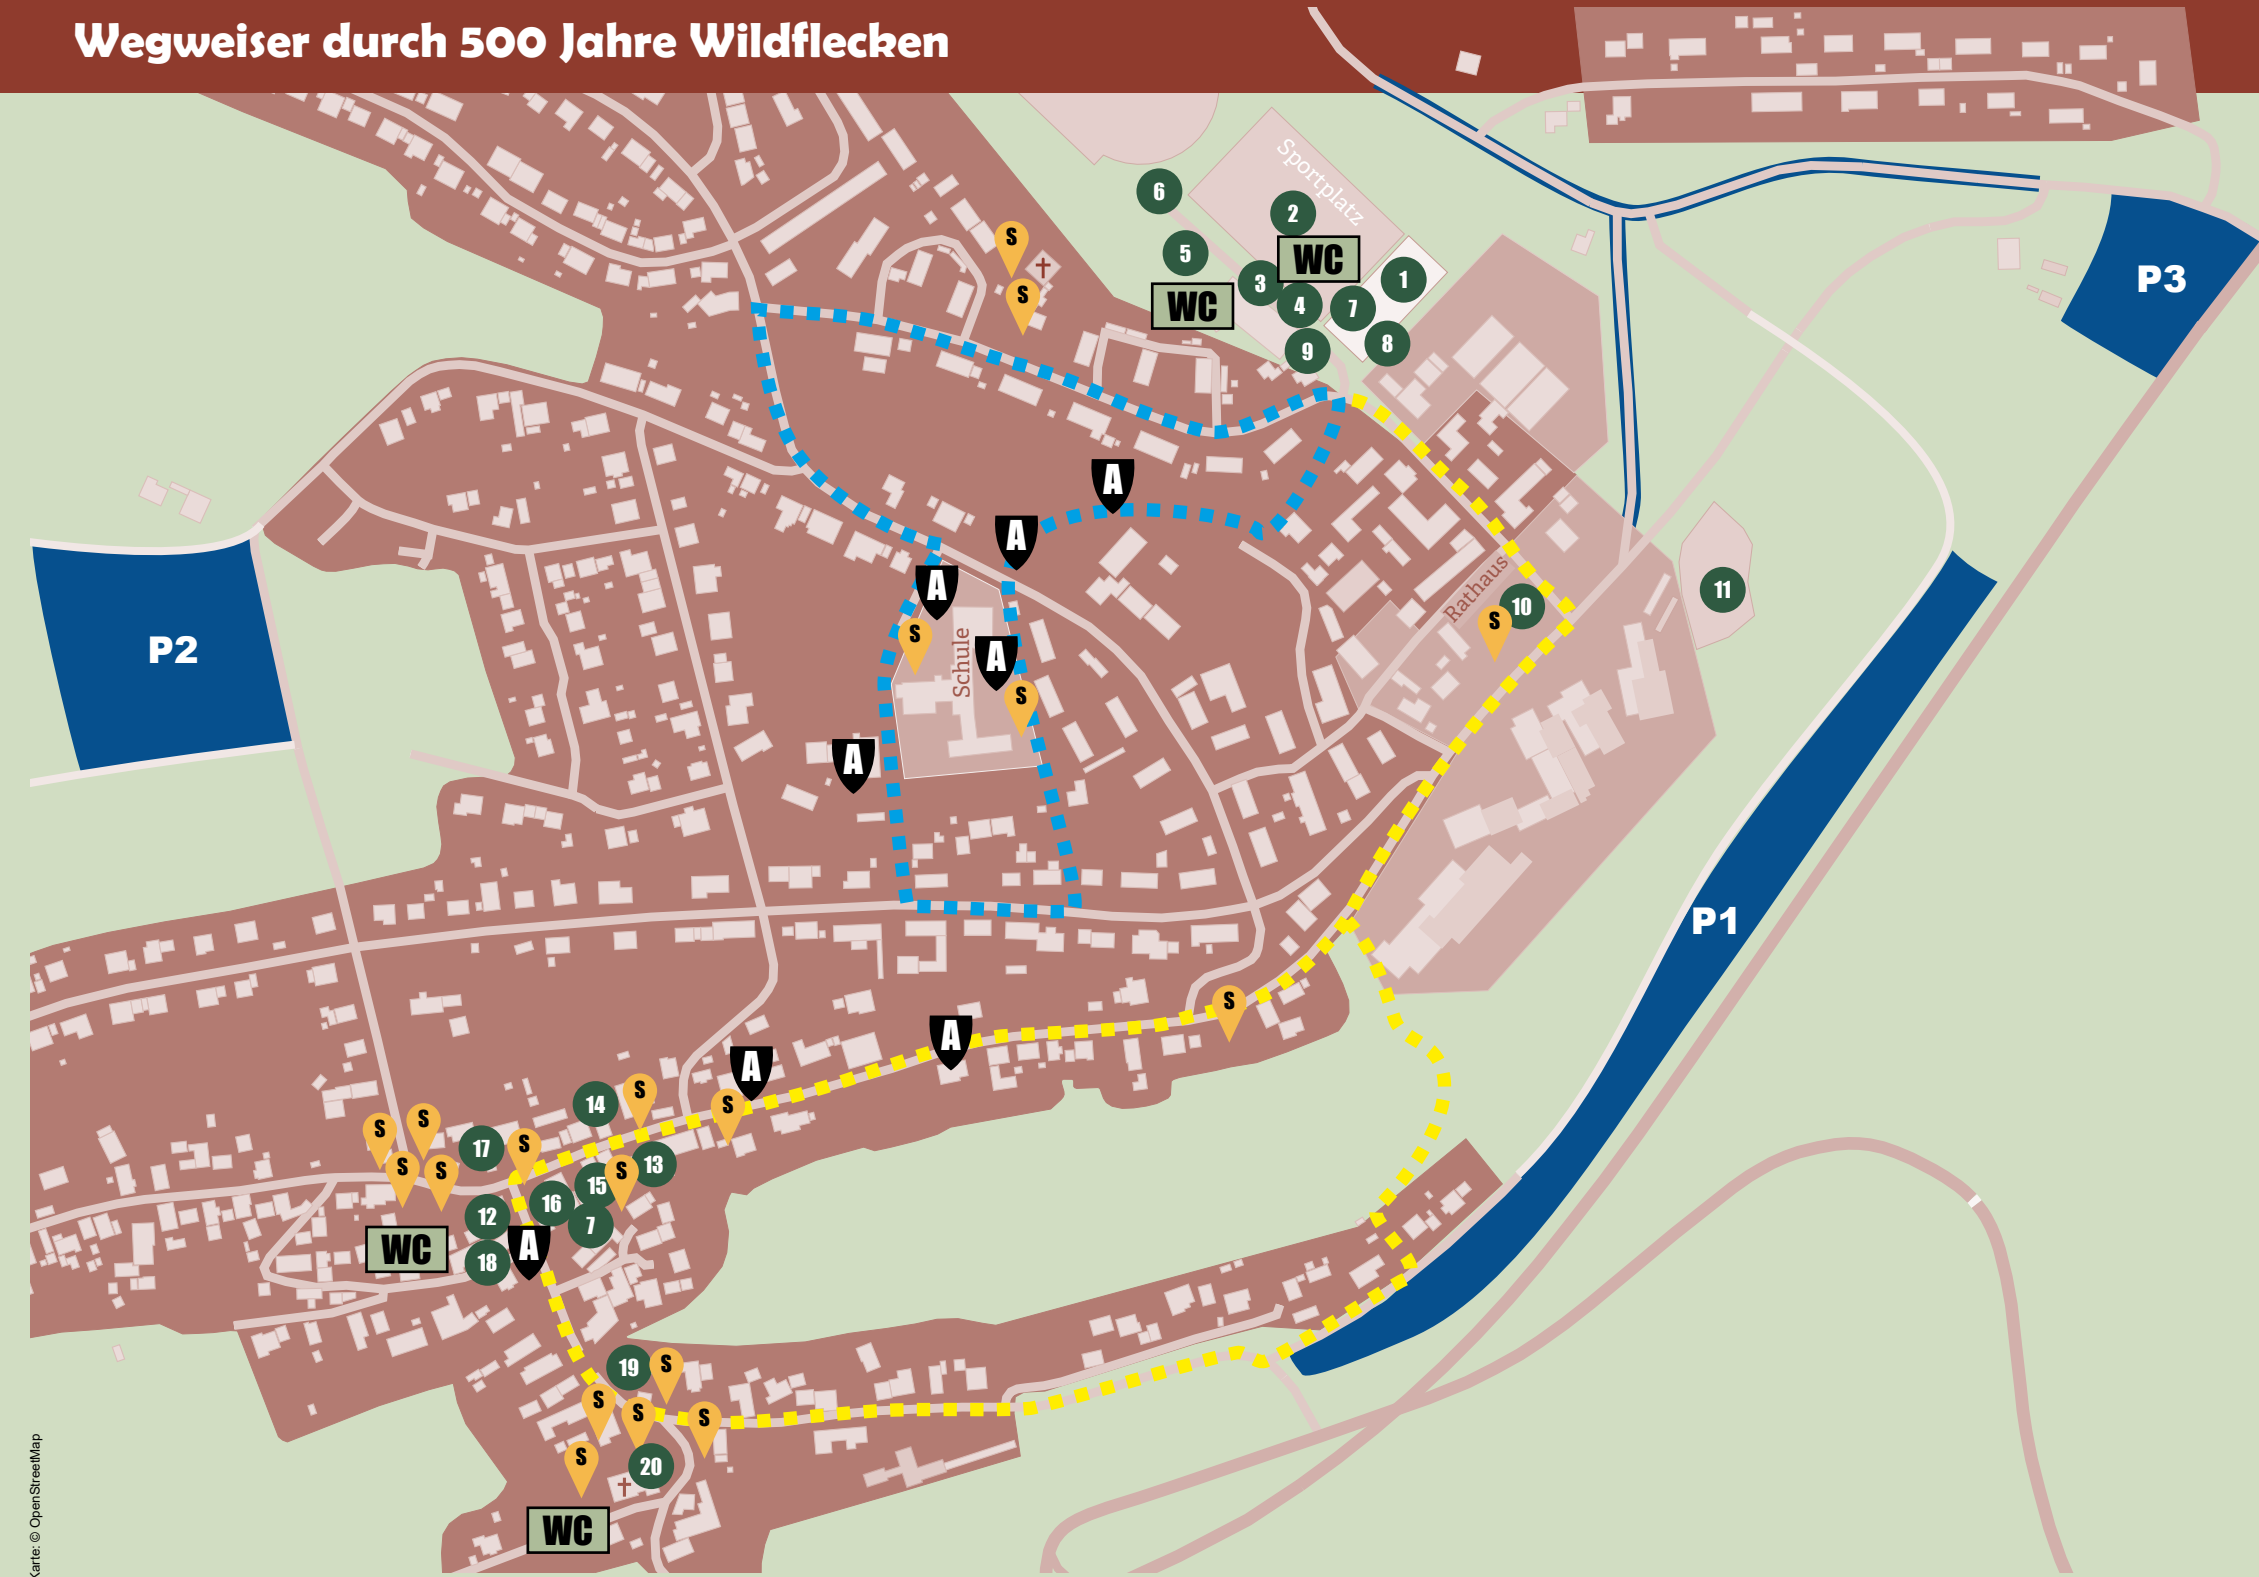 Wegweiser durch 500 Jahre Wildflecken
Sportplatz
6
2
WC
5
S
1
3
P3
S
WC
4
7
8
9
A
A
A
Rathaus
10
11
S
S
Schule
P2
A
S
A
P1
S
A
A
14
S
S
S
S
17
S
13
S
S
15
S
16
12
7
WC
A
18
19
S
S
S
S
S
20
WC
Karte: © OpenStreetMap